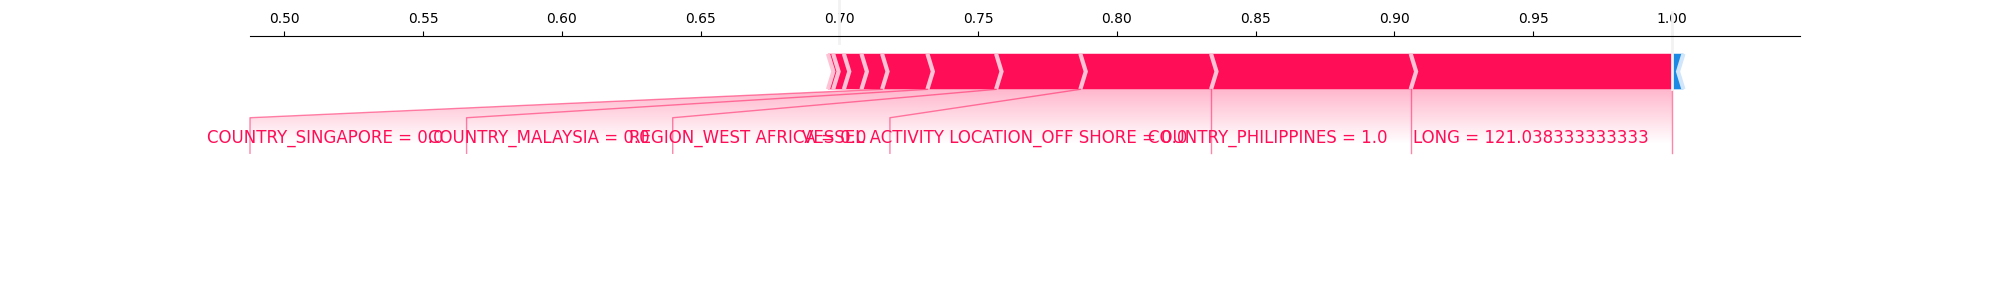 0.50 0.55 0.60 0.65 0.70 0.75 0.80 0.85 0.90 0.95 1.00
COUNTRY_SINGAPORE = 0.0 COUNTRY_MALAYSIA = 0.0 REGION_WEST AFRICA = 0.0 VESSEL ACTIVITY LOCATION_OFF SHORE = 0.0 COUNTRY_PHILIPPINES = 1.0 LONG = 121.038333333333